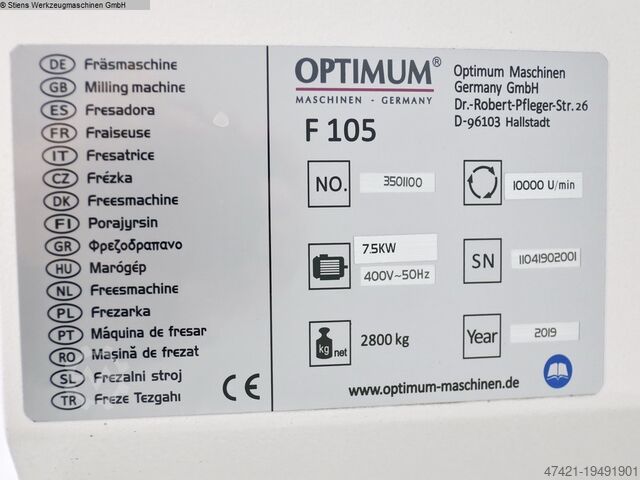 ® Stiens Werkzeugmaschinen GmbH
DE Fräsmaschine
GB Milling machine
ES Fresadora
FR Fraiseuse
IT Fresatrice
CZ Frézka
DK Freesmachine
FI Porajyrsin
GR Φρεζοδραπανο
HU Marógép
NL Freesmachine
PL Frezarka
PT Máquina de fresar
RO Mașină de frezat
SL Frezalni stroj
TR Freze Tezgahı
CE
OPTIMUM®
MASCHINEN - GERMANY
Optimum Maschinen
Germany GmbH
Dr.-Robert-Pfleger-Str. 26
D-96103 Hallstadt
F 105
NO. 3501100
10000 U/min
7.5KW
400V~50Hz
SN 11041902001
kg net 2800 kg
Year 2019
www.optimum-maschinen.de
47421-19491901